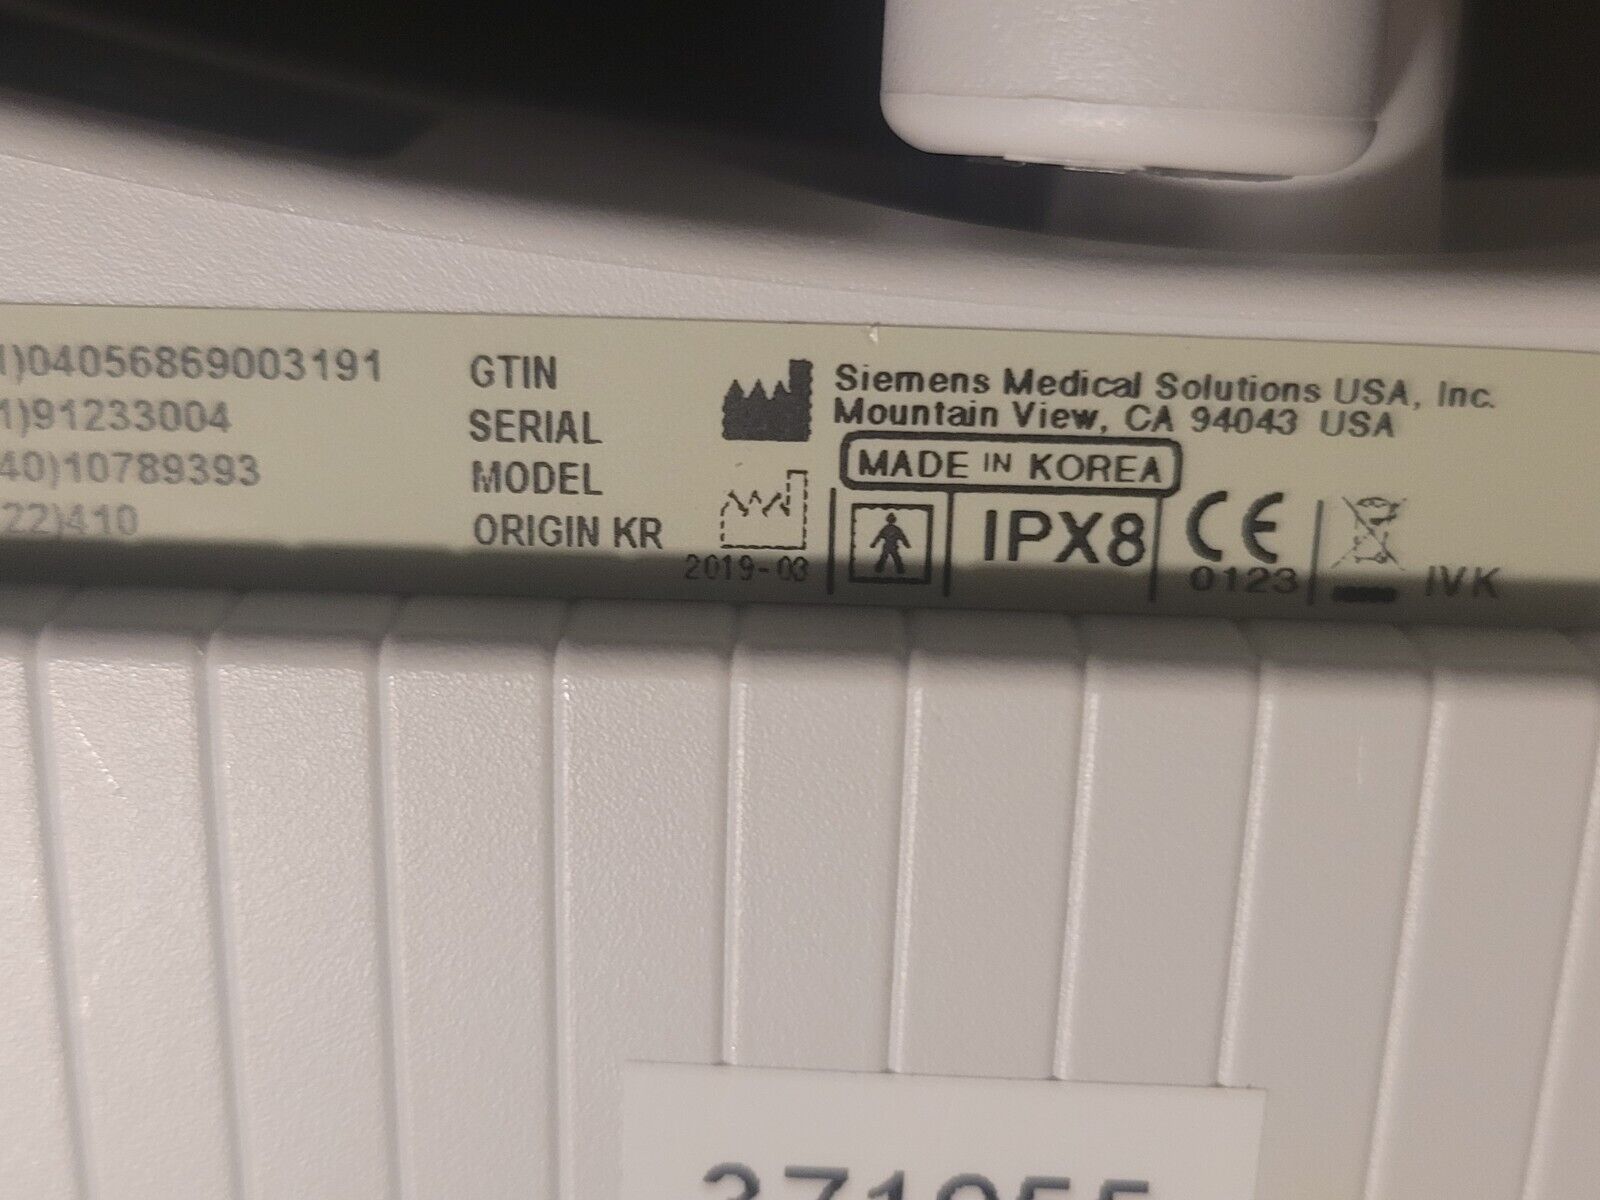 1)04056869003191 GTIN
1)91233004 SERIAL
40)10789393 MODEL
22)410 ORIGIN KR
2019-03
Siemens Medical Solutions USA, Inc.
Mountain View, CA 94043 USA
MADE IN KOREA
IPX8
CE
0123
IVK